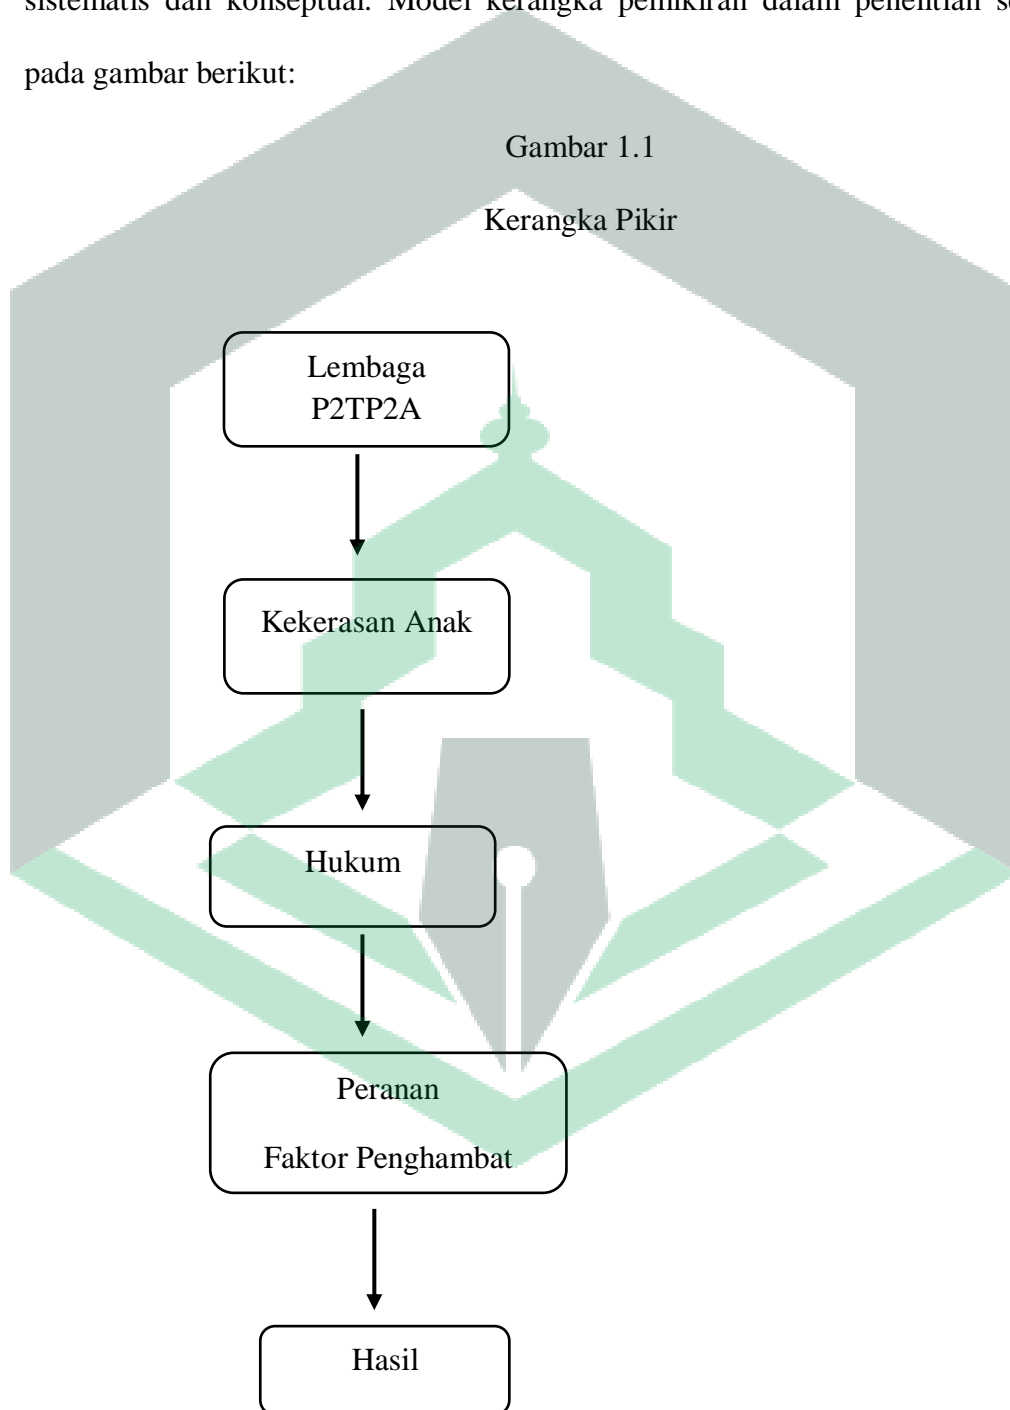 sistematis dan konseptual. Model kerangka pemikiran dalam penelitian
pada gambar berikut:
Gambar 1.1
Kerangka Pikir
Lembaga
P2TP2A
Kekerasan Anak
Hukum
Peranan
Faktor Penghambat
Hasil